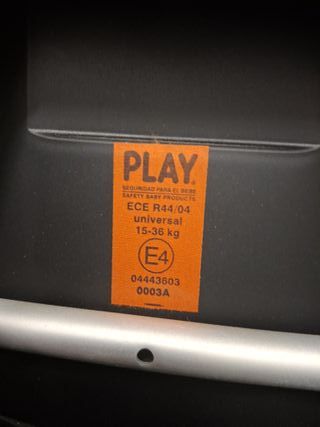 PLAY®
SEGURIDAD PARA EL BEBE
SAFETY BABY PRODUCTS
ECE R44/04
universal
15-36 kg
E4
04443603
0003A